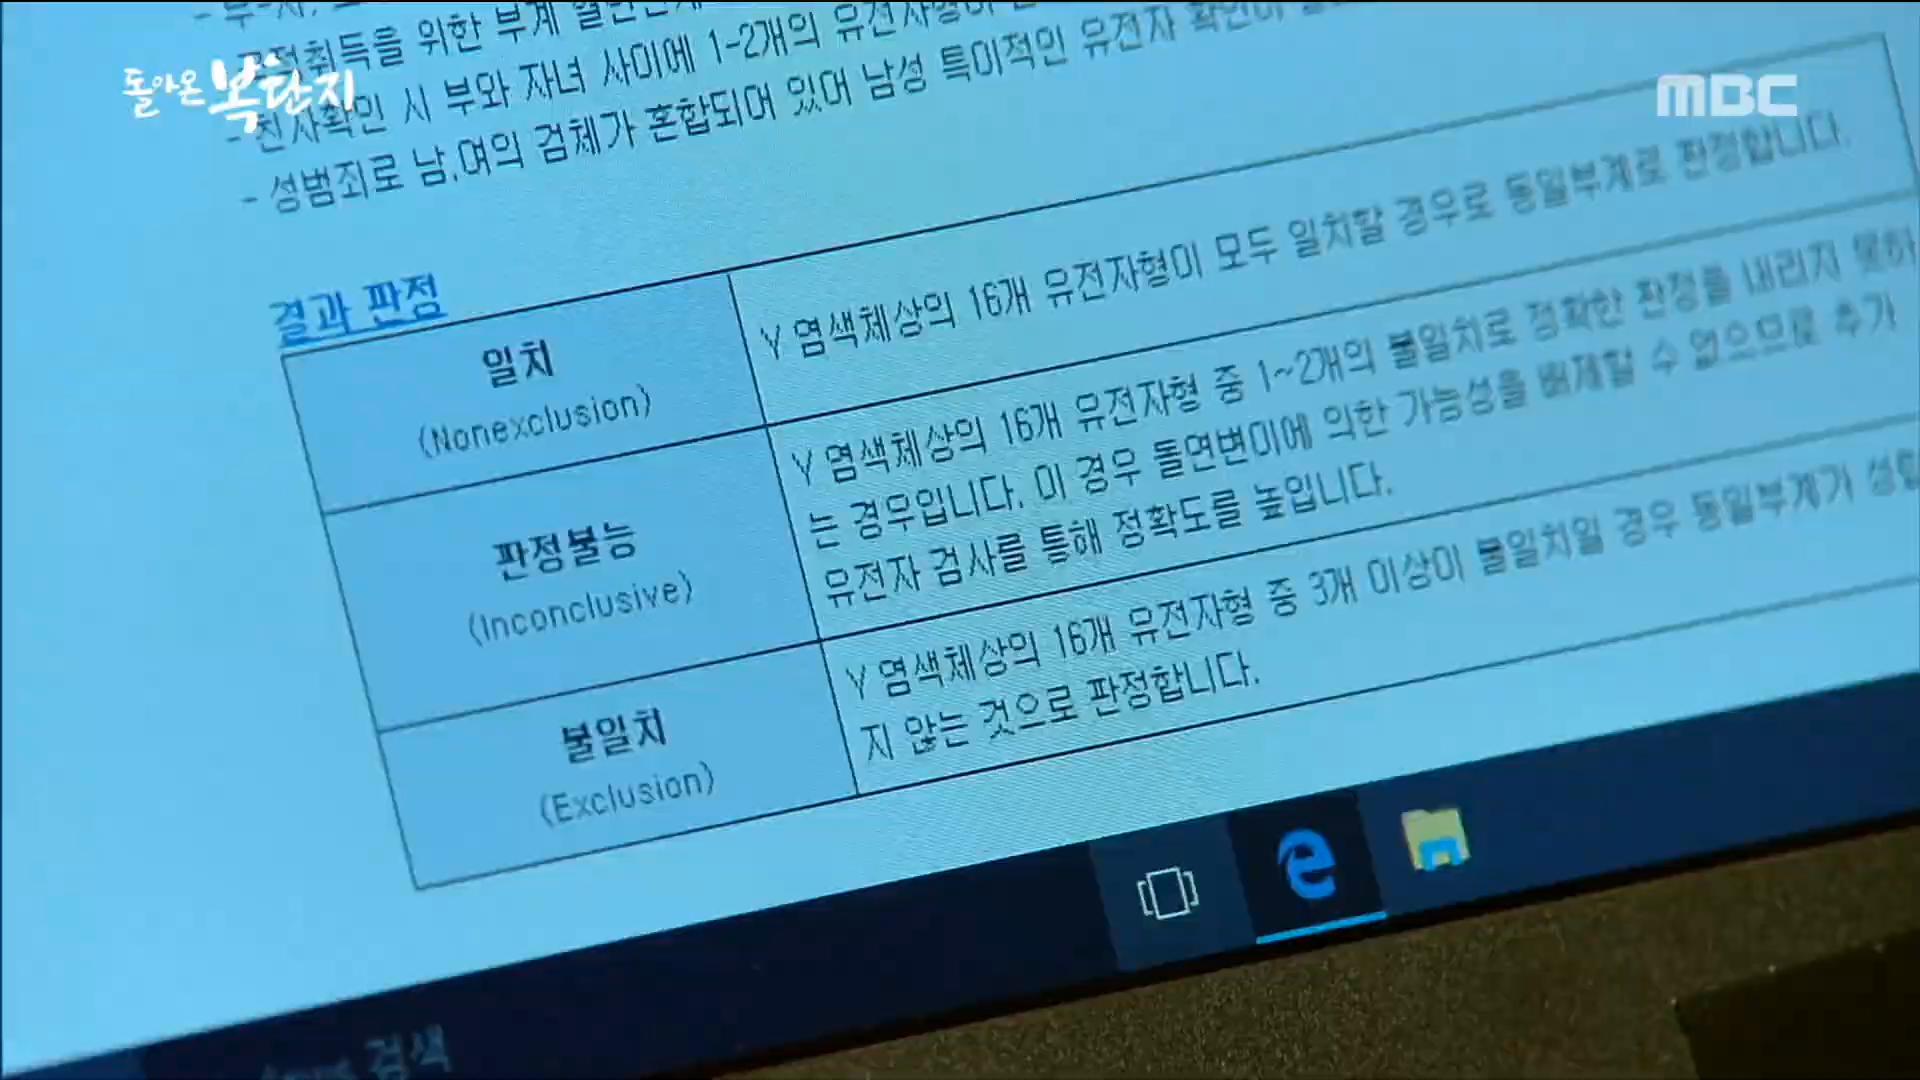 돌아온 복단지
MBC
위한 부계
- 친자확인 시 부와 자녀 사이에 1-2개의
- 성범죄로 남,여의 검체가 혼합되어 있어 남성 특이적인 유전자 확인이
결과 판정
일치
(Nonexclusion)
Y 염색체상의 16개 유전자형이 모두 일치할 경우로 동일부계로 판정합니다.
판정불능
(Inconclusive)
Y 염색체상의 16개 유전자형 중 1~2개의 불일치로 정확한 판정을 내리지 못하
는 경우입니다. 이 경우 돌연변이에 의한 가능성을 배제할 수 없으므로 추가
유전자 검사를 통해 정확도를 높입니다.
불일치
(Exclusion)
Y 염색체상의 16개 유전자형 중 3개 이상이 불일치일 경우 동일부계가 성립
지 않는 것으로 판정합니다.
검색